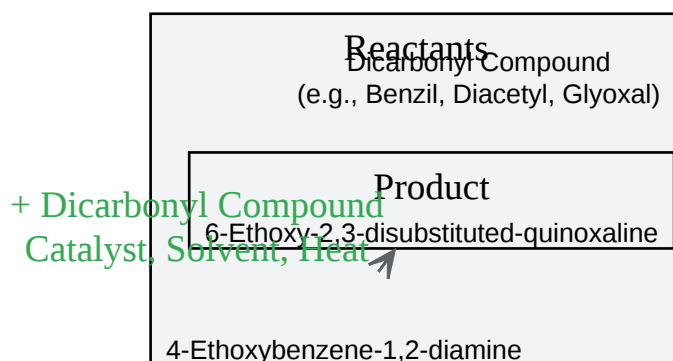 Reactants
Dicarbonyl Compound
(e.g., Benzil, Diacetyl, Glyoxal)
Product
+ Dicarbonyl Compound
6-Ethoxy-2,3-disubstituted-quinoxaline
Catalyst, Solvent, Heat
4-Ethoxybenzene-1,2-diamine